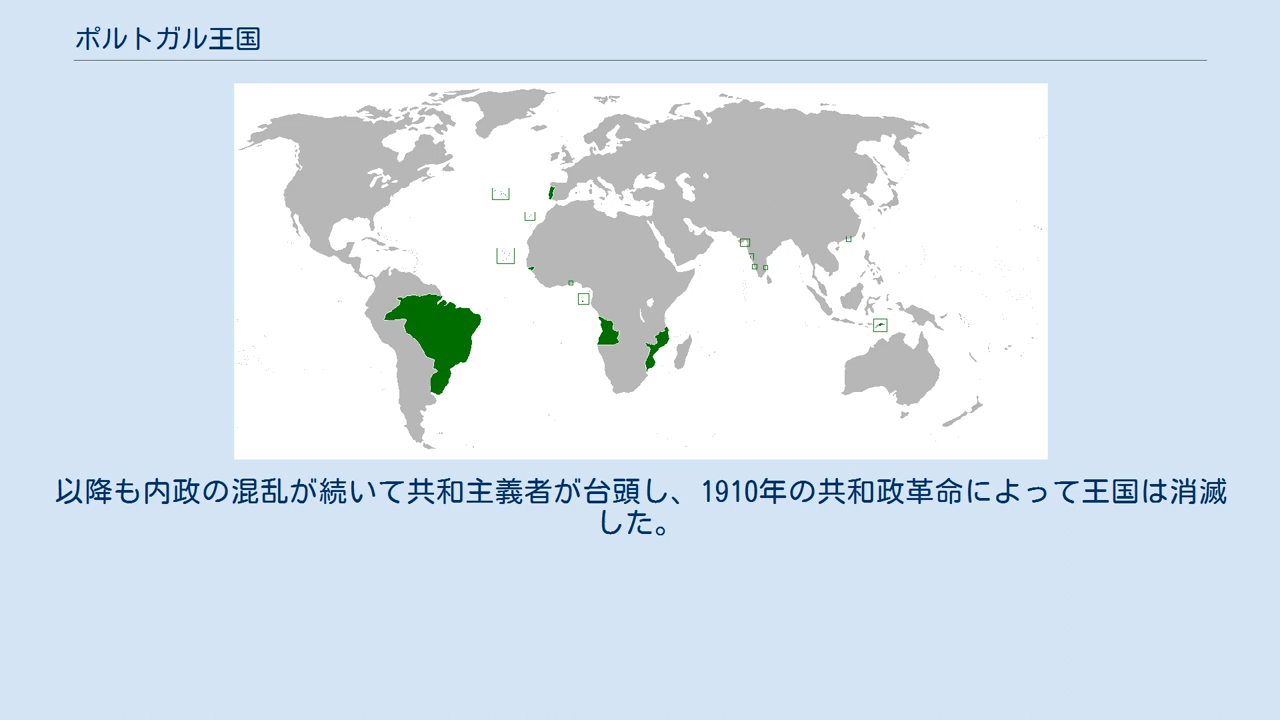 ポルトガル王国
以降も内政の混乱が続いて共和主義者が台頭し、1910年の共和政革命によって王国は消滅
した。